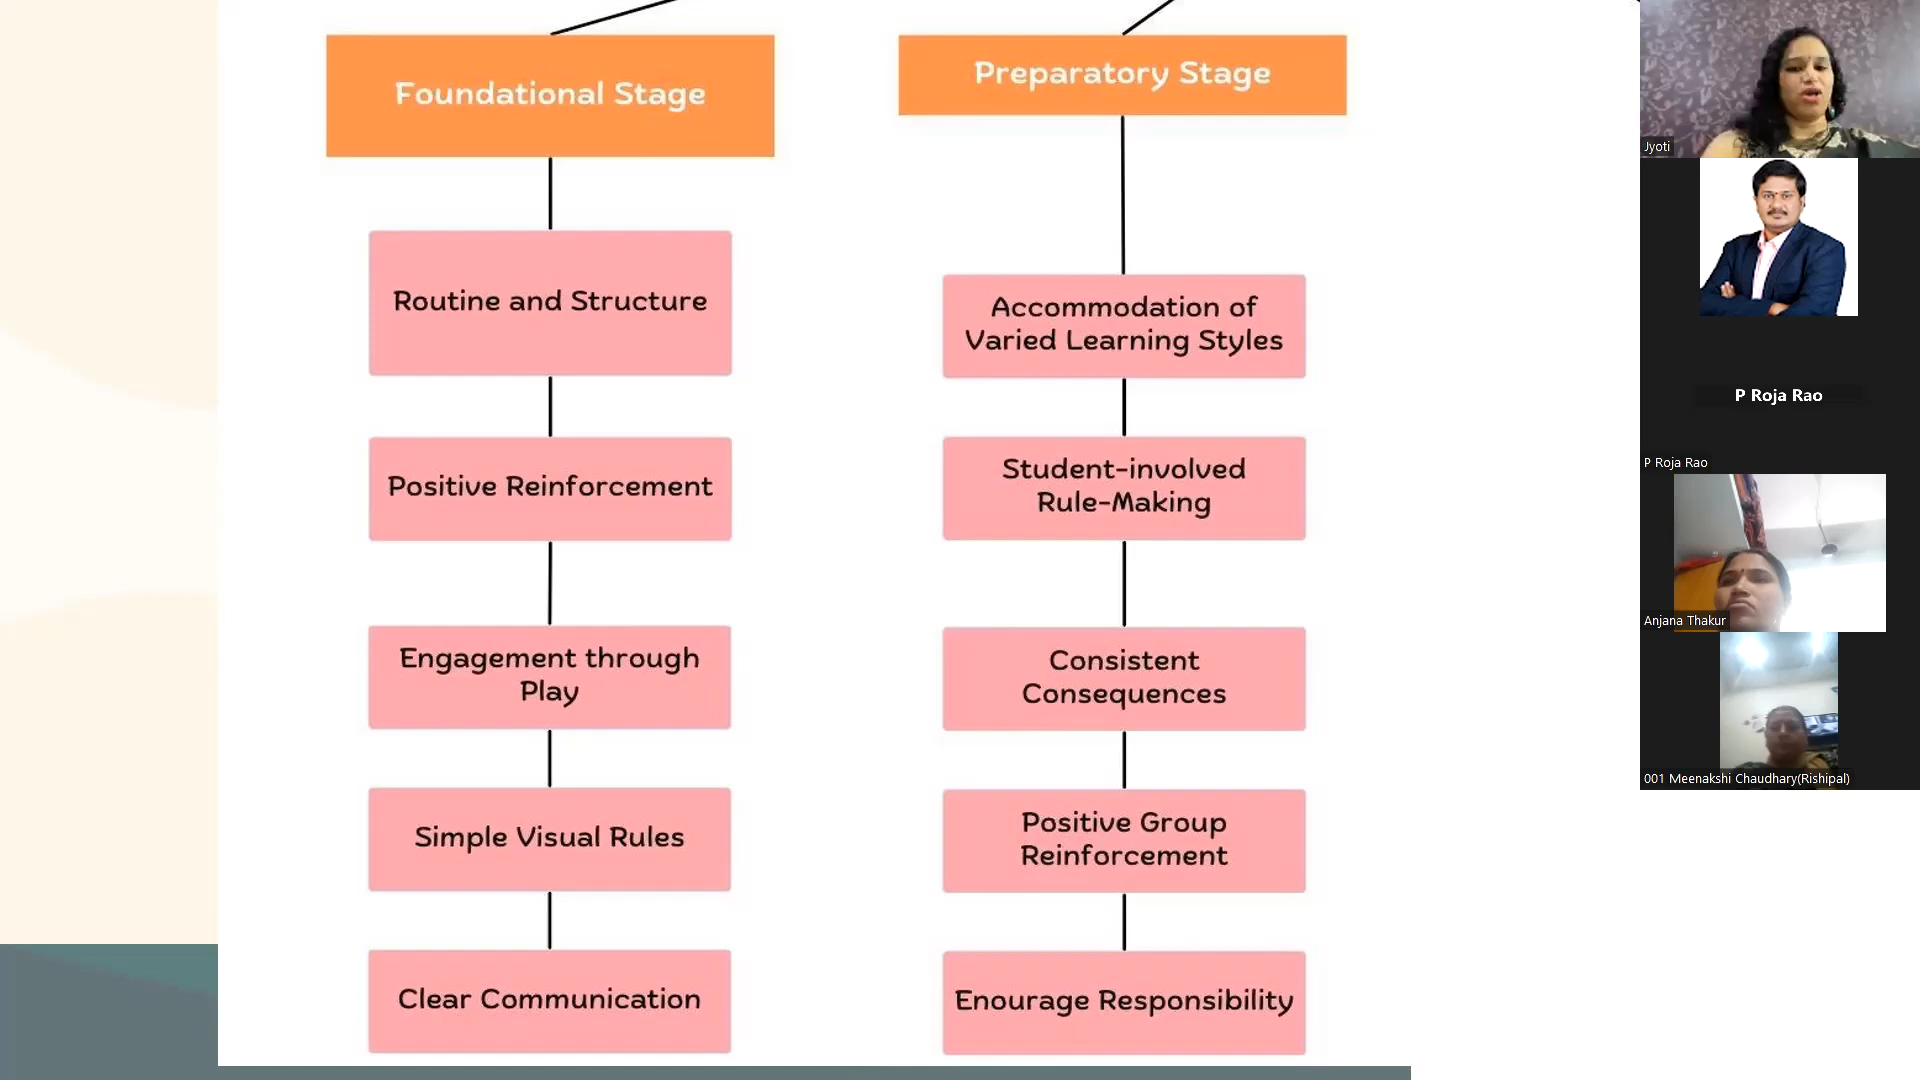 Foundational Stage
Routine and Structure
Positive Reinforcement
Engagement through
Play
Simple Visual Rules
Clear Communication
Preparatory Stage
Accommodation of
Varied Learning Styles
Student-involved
Rule-Making
Consistent
Consequences
Positive Group
Reinforcement
Enourage Responsibility
Jyoti
P Roja Rao
P Roja Rao
Anjana Thakur
001 Meenakshi Chaudhary(Rishipal)